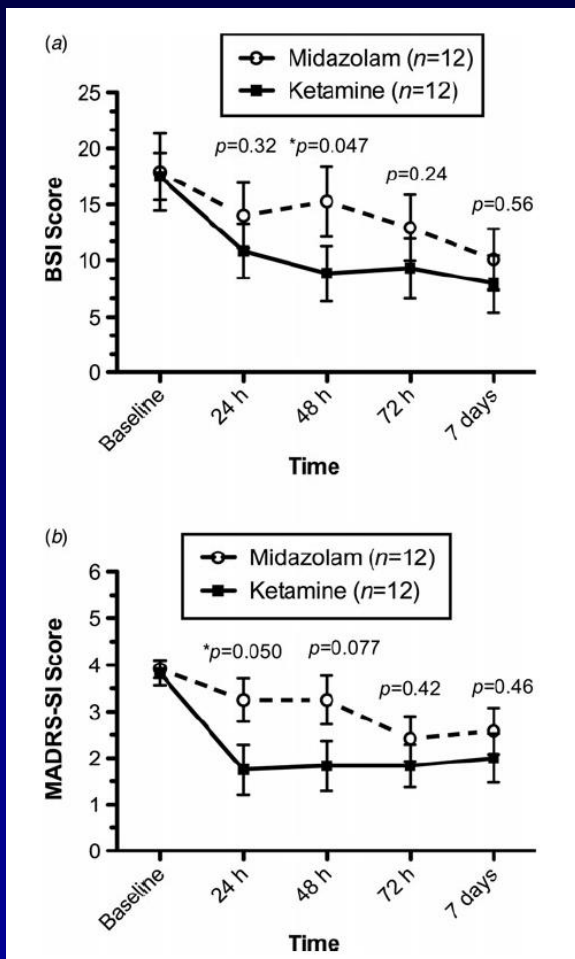 (a)
Midazolam (n=12)
Ketamine (n=12)
25
20
15
10
5
0
BSI Score
p=0.32
*p=0.047
p=0.24
p=0.56
Baseline
24 h
48 h
72 h
7 days
Time
(b)
Midazolam (n=12)
Ketamine (n=12)
6
5
4
3
2
1
0
MADRS-SI Score
*p=0.050
p=0.077
p=0.42
p=0.46
Baseline
24 h
48 h
72 h
7 days
Time